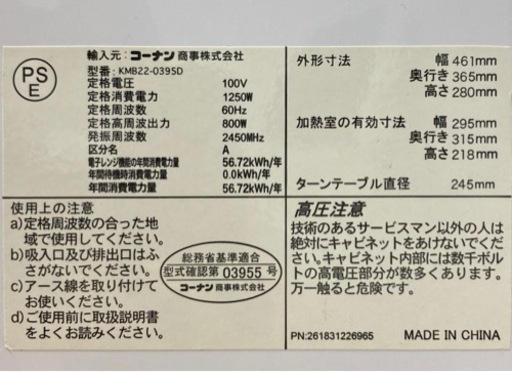 PS
E
輸入元: コーナン 商事株式会社
型番: KMB22-039SD
定格電圧 100V
定格消費電力 1250W
定格周波数 60Hz
定格高周波出力 800W
発振周波数 2450MHz
区分名 A
電子レンジ機能の年間消費電力量 56.72kWh/年
年間待機時消費電力量 0.0kWh/年
年間消費電力量 56.72kWh/年
外形寸法 幅 461mm
奥行き 365mm
高さ 280mm
加熱室の有効寸法 幅 295mm
奥行き 315mm
高さ 218mm
ターンテーブル直径 245mm
使用上の注意
a)定格周波数の合った地
域で使用してください。
b)吸入口及び排出口はふ
さがないでください。
c)アース線を取り付けて
お使いください。
d)ご使用前に取扱説明書
をよくお読みください。
総務省基準適合
型式確認第 03955 号
コーナン 商事株式会社
高圧注意
技術のあるサービスマン以外の人は
絶対にキャビネットをあけないでくだ
さい。キャビネット内部には数千ボル
トの高電圧部分が数多くあります。
万一触ると危険です。
PN:261831226965
MADE IN CHINA